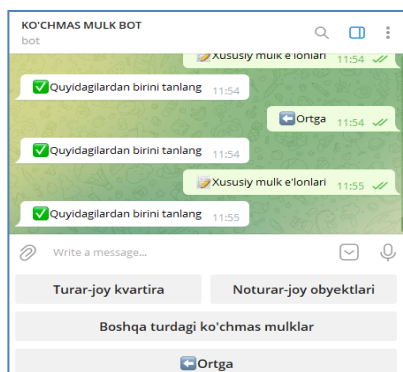 KO'CHMAS MULK BOT
bot
📝Xususiy mulk e'lonlari 11:54
✅Quyidagilardan birini tanlang 11:54
⬅Ortga 11:54
✅Quyidagilardan birini tanlang 11:54
📝Xususiy mulk e'lonlari 11:55
✅Quyidagilardan birini tanlang 11:55
Write a message...
Turar-joy kvartira Noturar-joy obyektlari
Boshqa turdagi ko'chmas mulklar
⬅Ortga